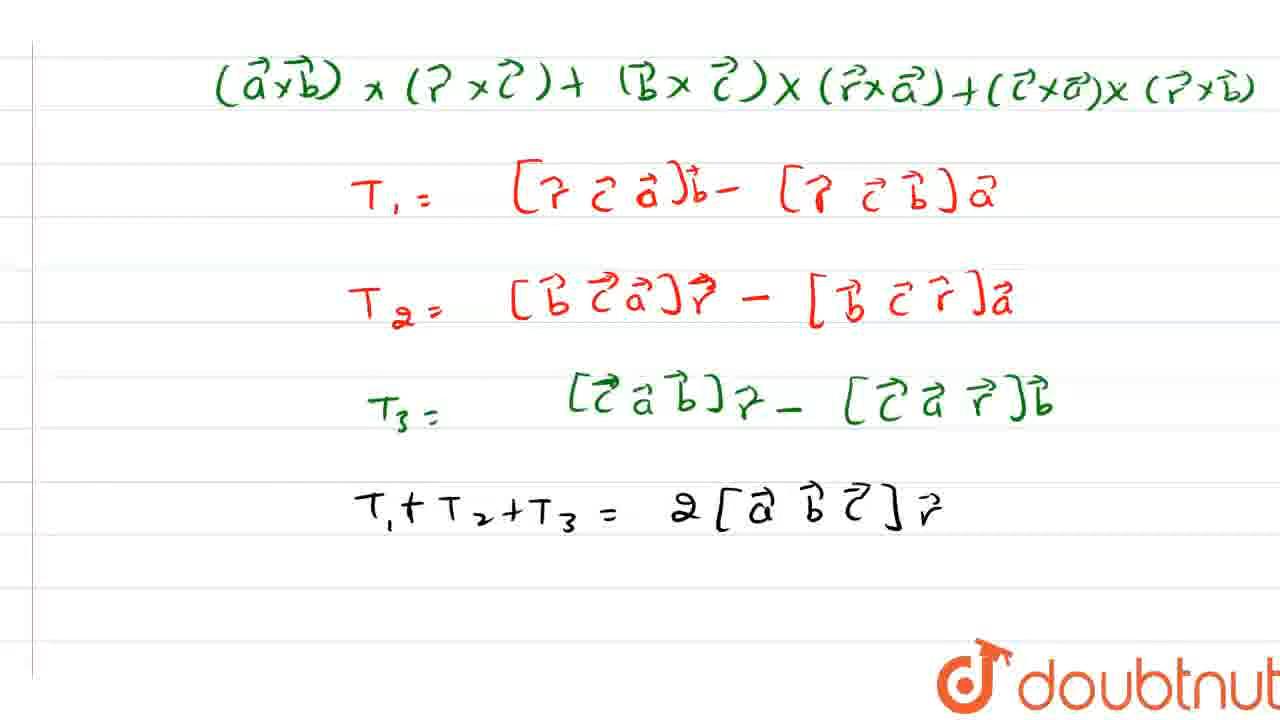 (a⃗×b⃗) × (r⃗ × c⃗) + (b⃗ × c⃗) × (r⃗×a⃗) + (c⃗×a⃗) × (r⃗×b⃗)
T₁ = [r⃗ c⃗ a⃗]b⃗ - [r⃗ c⃗ b⃗]a⃗
T₂ = [b⃗ c⃗ a⃗]r⃗ - [b⃗ c⃗ r⃗]a⃗
T₃ = [c⃗ a⃗ b⃗]r⃗ - [c⃗ a⃗ r⃗]b⃗
T₁ + T₂ + T₃ = 2[a⃗ b⃗ c⃗]r⃗
doubtnut